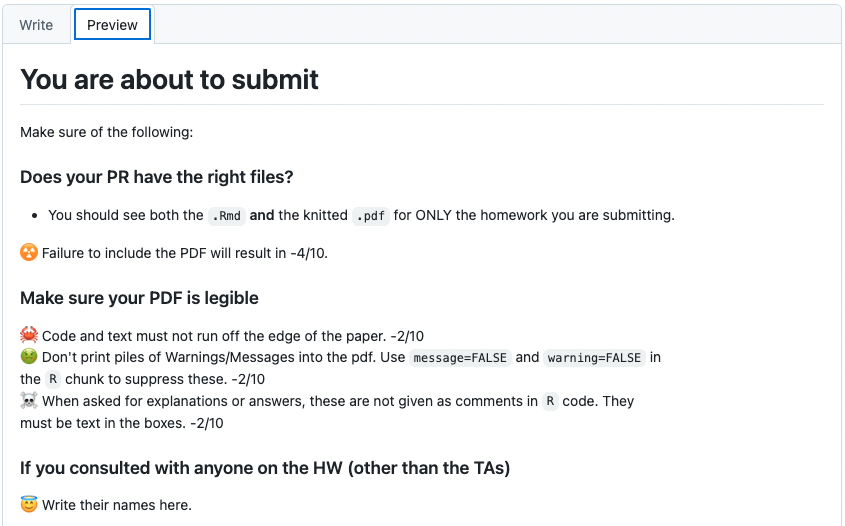 Write Preview
You are about to submit
Make sure of the following:
Does your PR have the right files?
• You should see both the .Rmd and the knitted .pdf for ONLY the homework you are submitting.
☢️ Failure to include the PDF will result in -4/10.
Make sure your PDF is legible
🦀 Code and text must not run off the edge of the paper. -2/10
🤢 Don't print piles of Warnings/Messages into the pdf. Use message=FALSE and warning=FALSE in
the R chunk to suppress these. -2/10
☠️ When asked for explanations or answers, these are not given as comments in R code. They
must be text in the boxes. -2/10
If you consulted with anyone on the HW (other than the TAs)
😇 Write their names here.